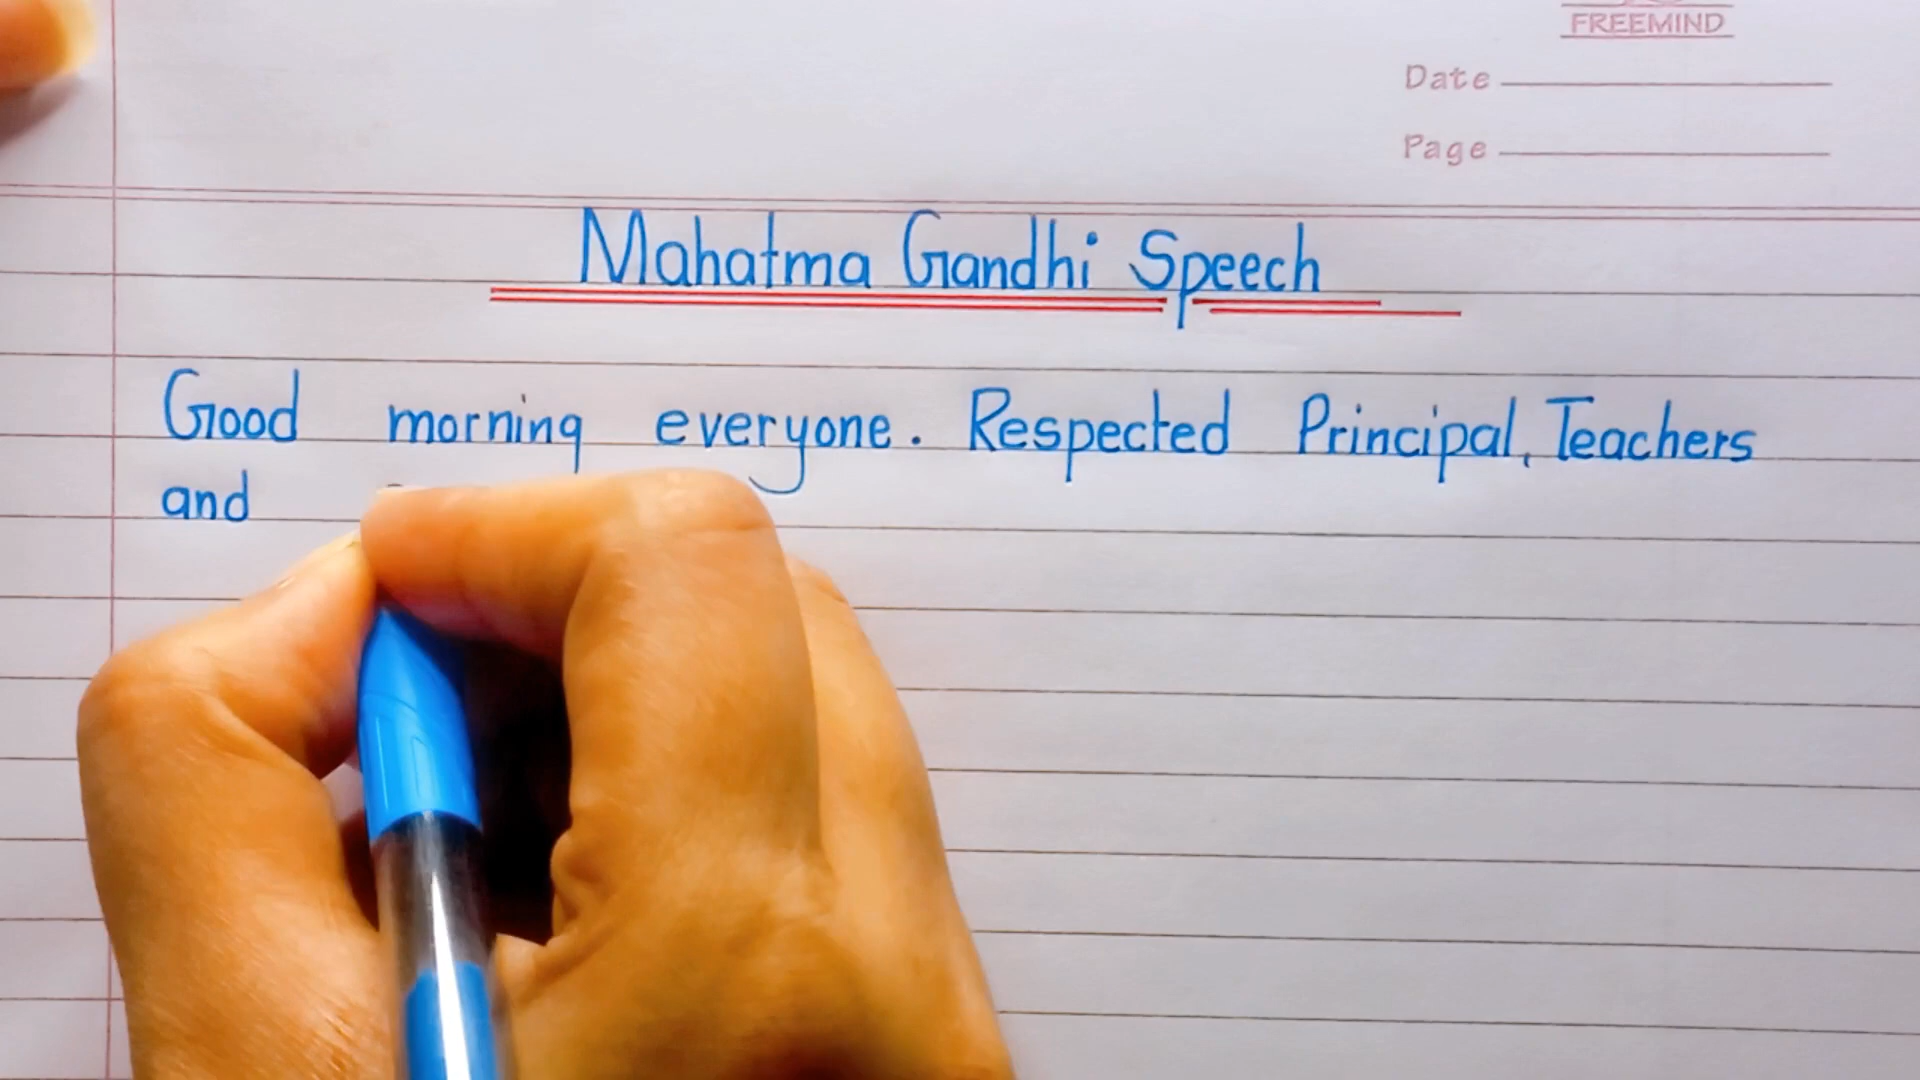 FREEMIND
Date
Page
Mahatma Gandhi Speech
Good morning everyone. Respected Principal, Teachers
and